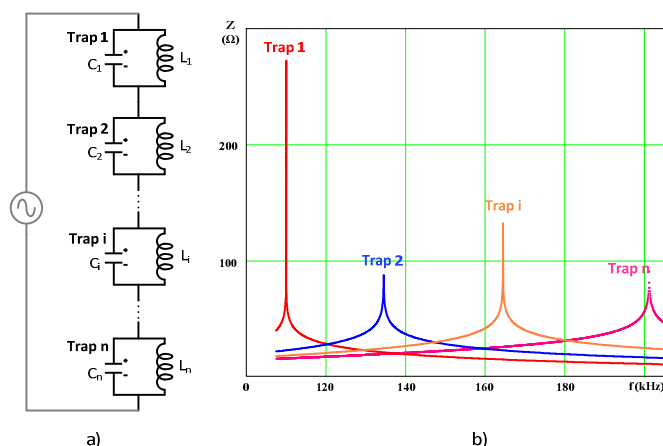 Trap 1
C1
L1
Trap 2
C2
L2
Trap i
Ci
Li
Trap n
Cn
Ln
a)
Z
(Ω)
Trap 1
200
Trap i
Trap 2
Trap n
100
0
120
140
160
180
f(kHz)
b)